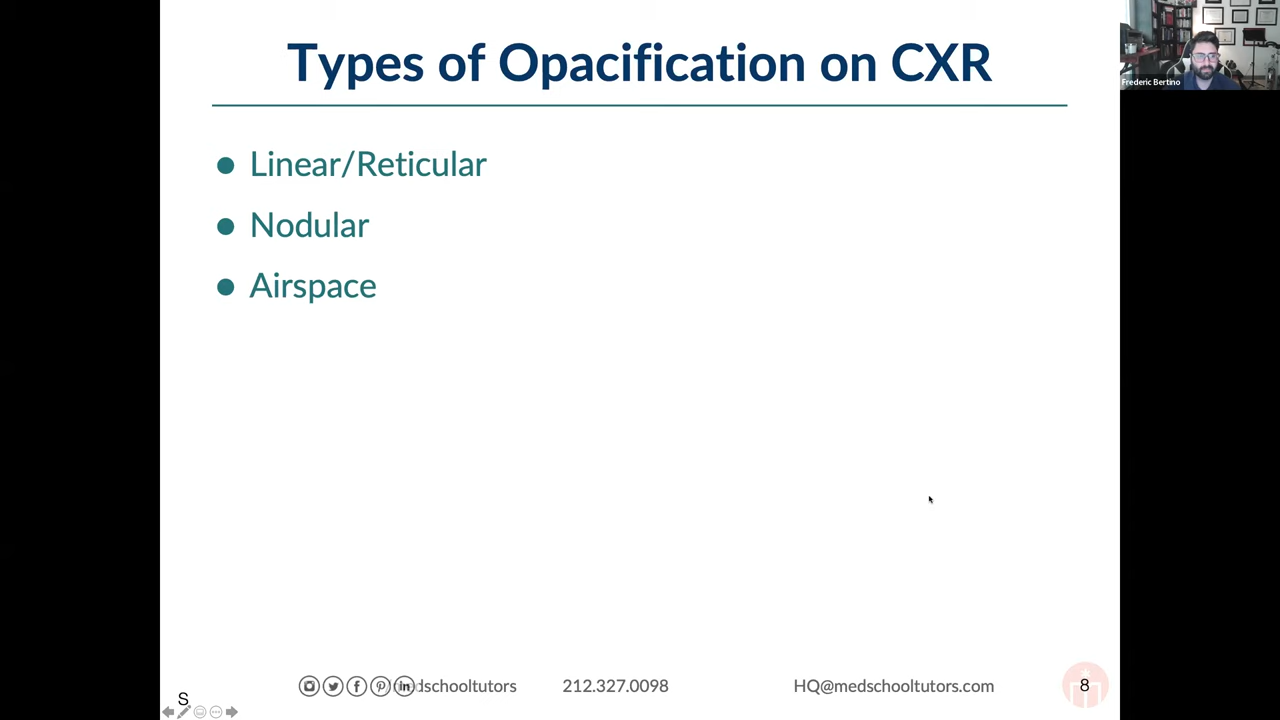 Types of Opacification on CXR
Frederic Bertino
● Linear/Reticular
● Nodular
● Airspace
S
in dschooltutors
212.327.0098
HQ@medschooltutors.com
8